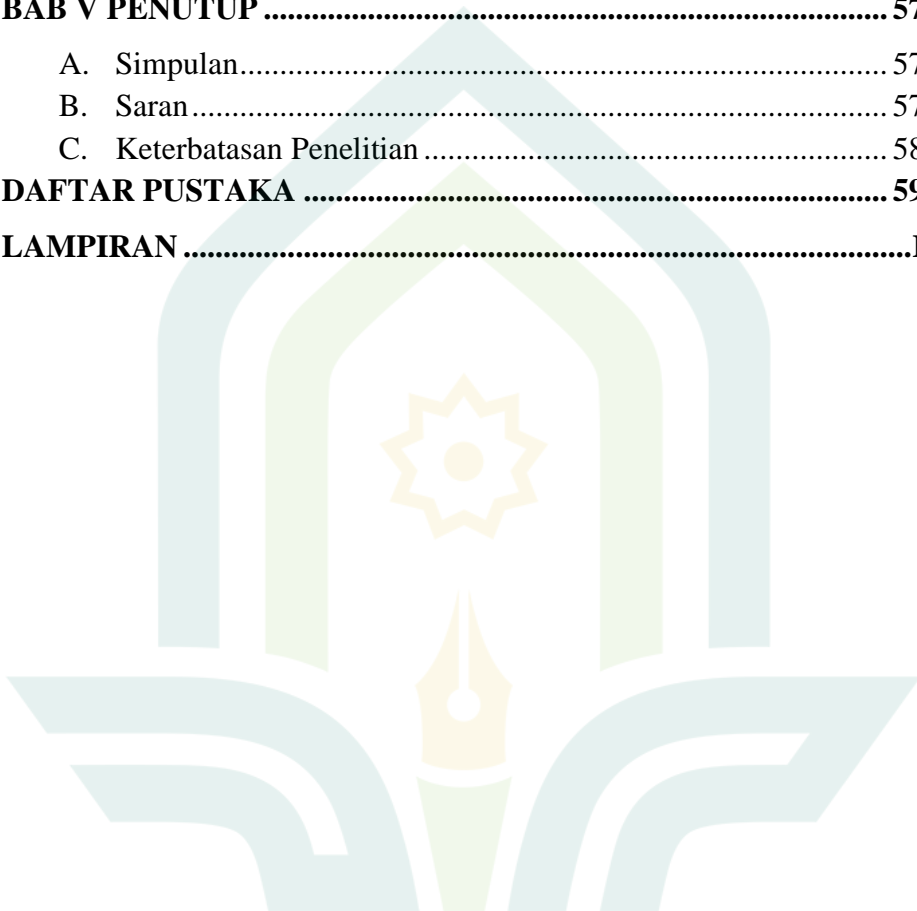 BAB V PENUTUP ........................................................................................ 57
A. Simpulan........................................................................................... 57
B. Saran.................................................................................................. 57
C. Keterbatasan Penelitian ................................................................. 58
DAFTAR PUSTAKA ................................................................................... 59
LAMPIRAN ...................................................................................................I